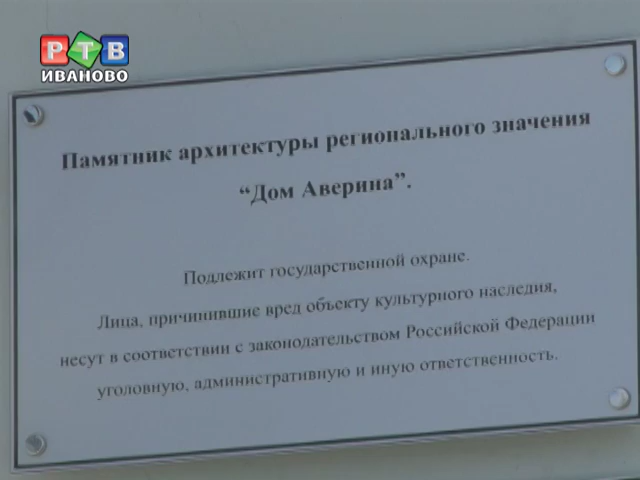 РТВ
ИВАНОВО
Памятник архитектуры регионального значения
“Дом Аверина”.
Подлежит государственной охране.
Лица, причинившие вред объекту культурного наследия,
несут в соответствии с законодательством Российской Федерации
уголовную, административную и иную ответственность.